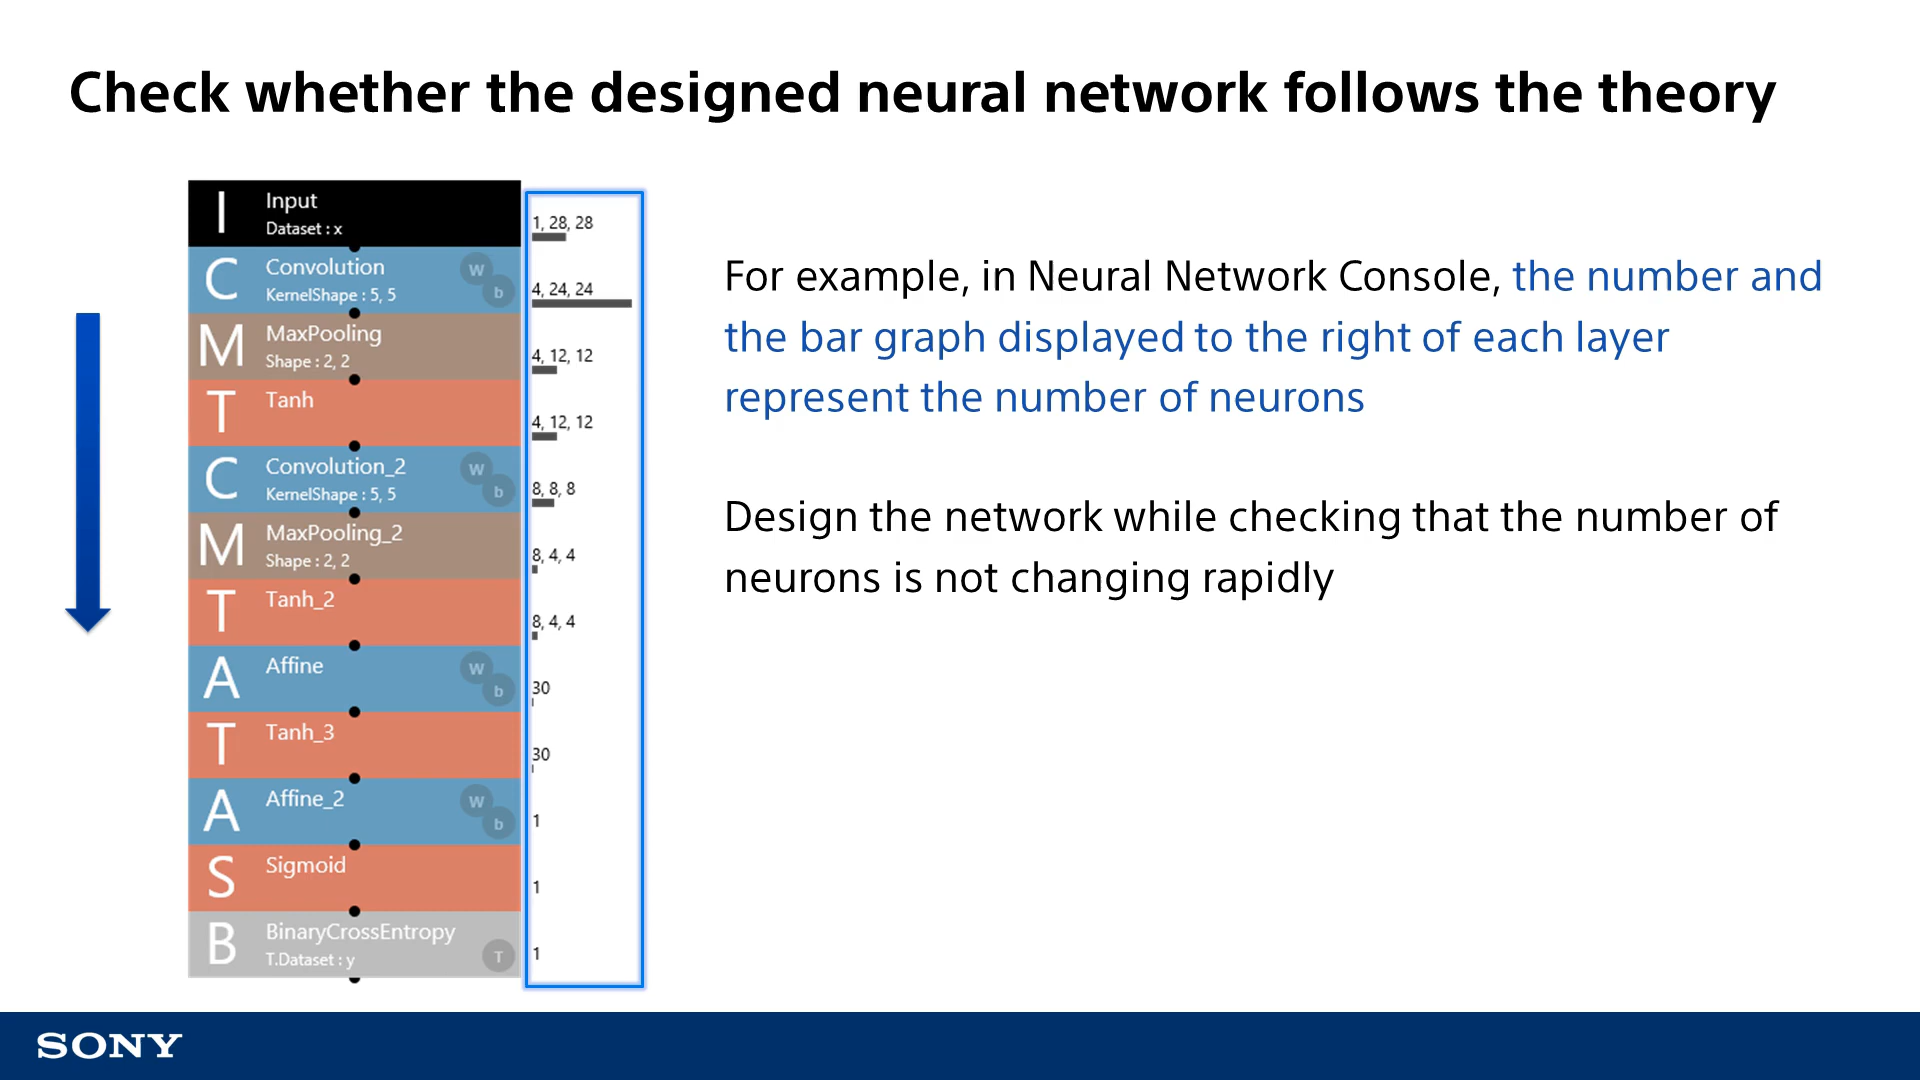 Check whether the designed neural network follows the theory
I
Input
Dataset : x
1, 28, 28
C
Convolution
KernelShape : 5, 5
W
b
4, 24, 24
M
MaxPooling
Shape : 2, 2
4, 12, 12
T
Tanh
4, 12, 12
C
Convolution_2
KernelShape : 5, 5
W
b
8, 8, 8
M
MaxPooling_2
Shape : 2, 2
8, 4, 4
T
Tanh_2
8, 4, 4
A
Affine
W
b
30
T
Tanh_3
30
A
Affine_2
W
b
1
S
Sigmoid
1
B
BinaryCrossEntropy
T.Dataset : y
T
1
For example, in Neural Network Console, the number and
the bar graph displayed to the right of each layer
represent the number of neurons
Design the network while checking that the number of
neurons is not changing rapidly
SONY